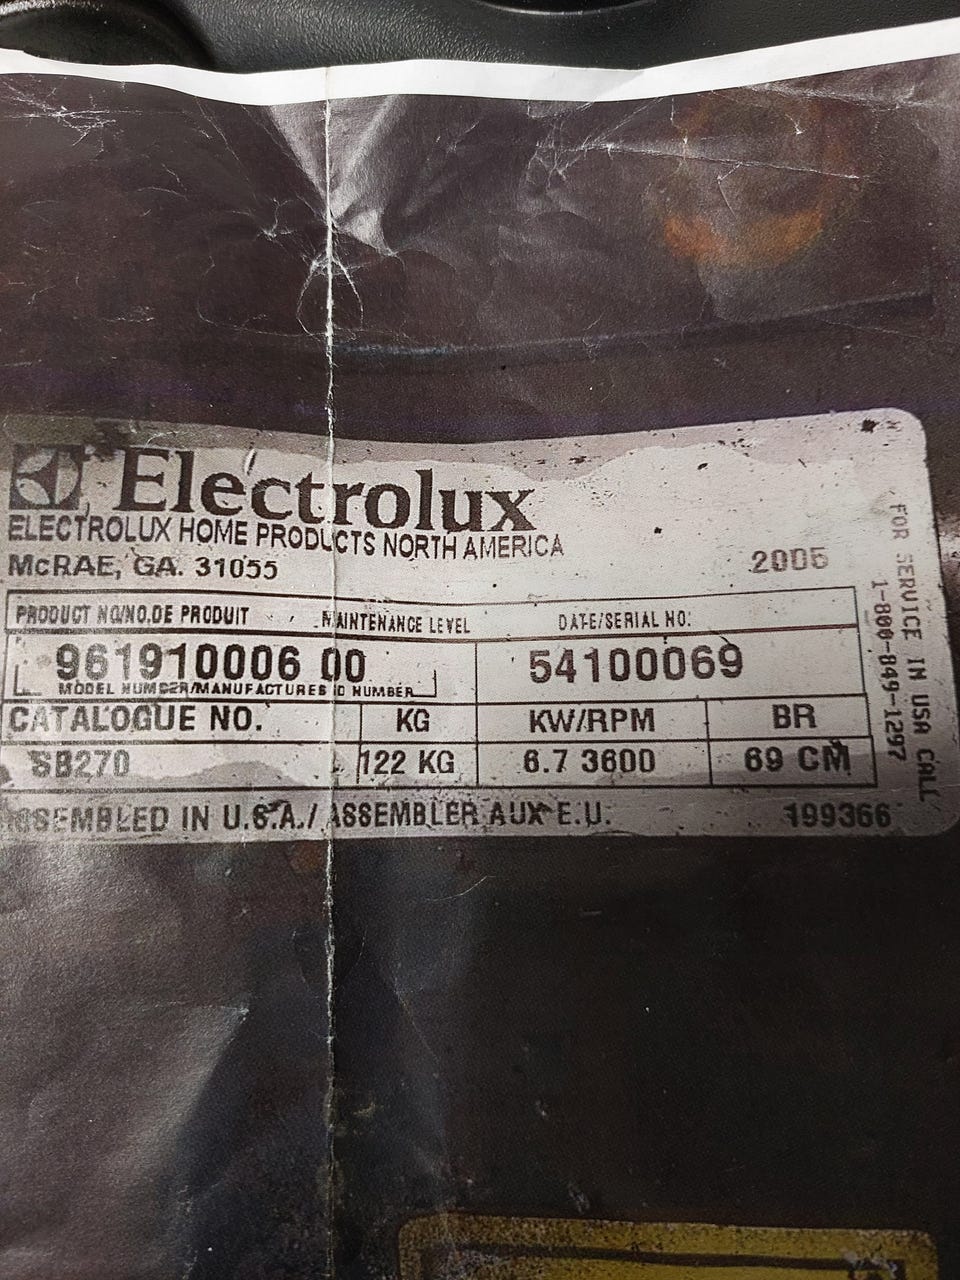 Electrolux
ELECTROLUX HOME PRODUCTS NORTH AMERICA
McRAE, GA. 31055
2005
PRODUCT NO/NO.DE PRODUIT MAINTENANCE LEVEL DATE/SERIAL NO:
961910006 00 54100069
MODEL NUMBER/MANUFACTURES ID NUMBER
CATALOGUE NO. KG KW/RPM BR
SB270 122 KG 6.7 3600 69 CM
ASSEMBLED IN U.S.A./ ASSEMBLER AUX E.U. 199366
FOR SERVICE IN USA CALL/
1-800-849-1297